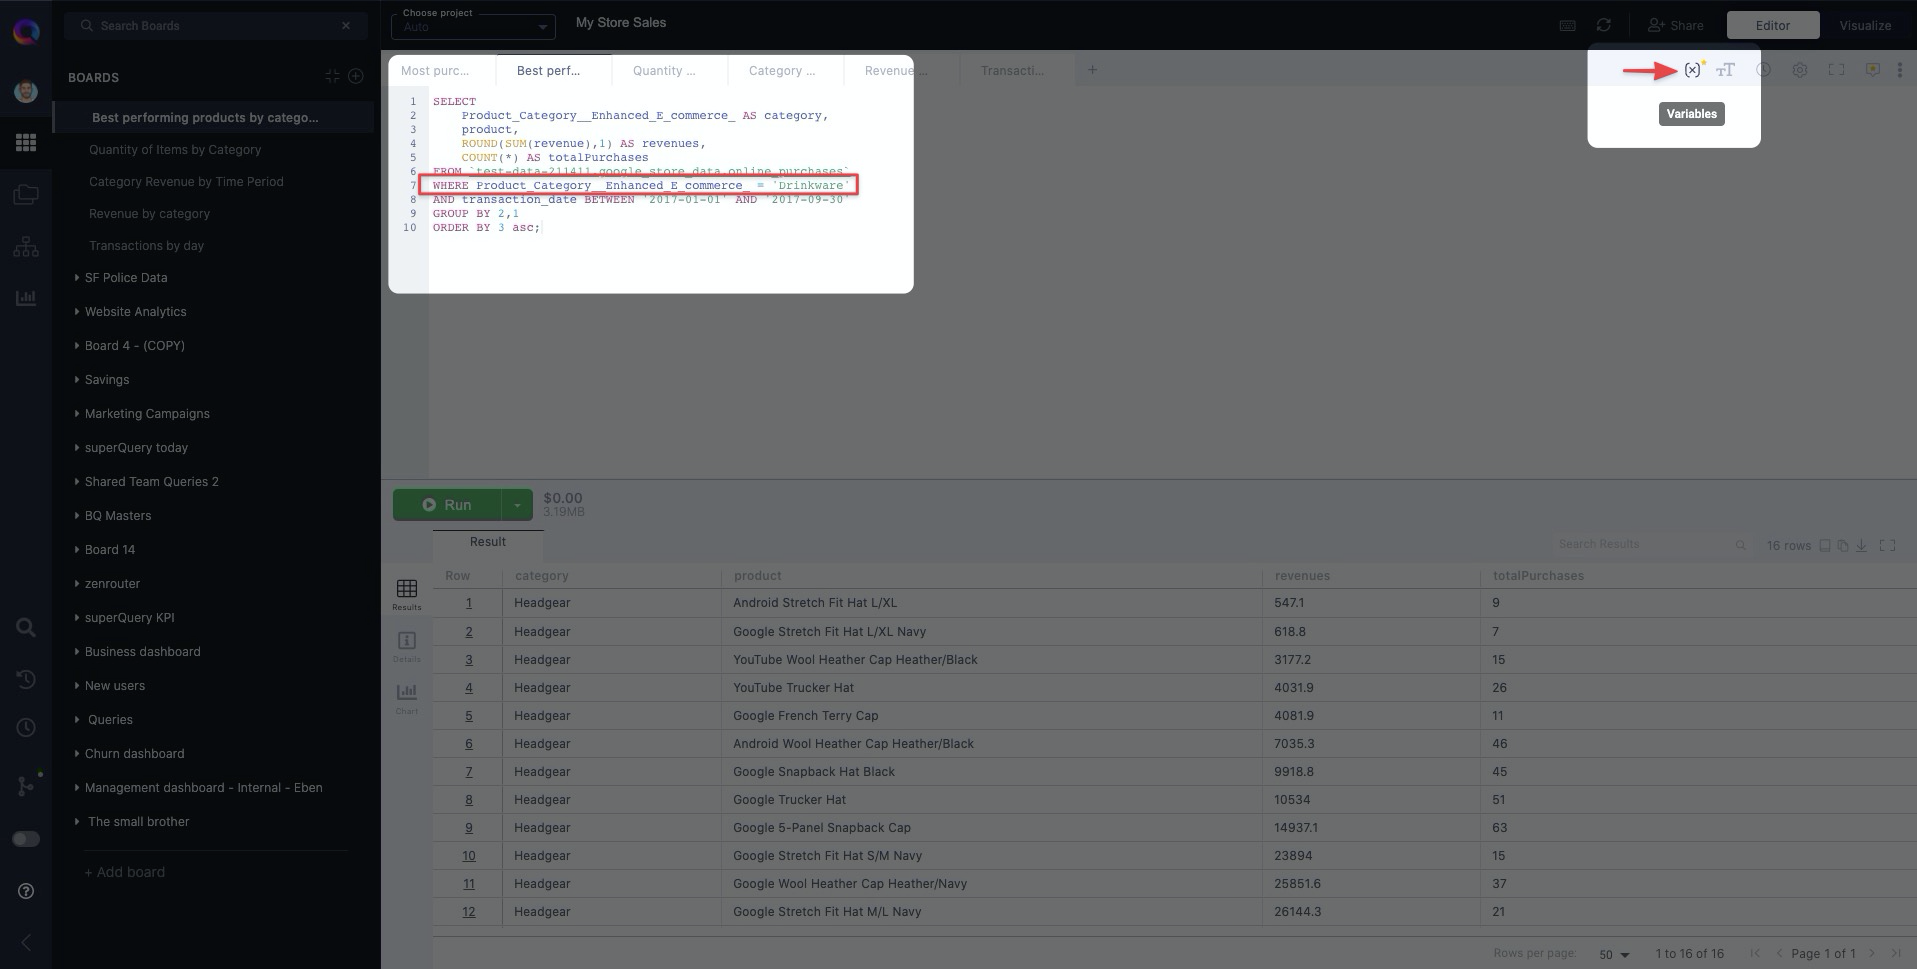 Search Boards
Choose project
Auto
My Store Sales
Share
Editor
Visualize
BOARDS
Best performing products by catego...
Quantity of Items by Category
Category Revenue by Time Period
Revenue by category
Transactions by day
SF Police Data
Website Analytics
Board 4 - (COPY)
Savings
Marketing Campaigns
superQuery today
Shared Team Queries 2
BQ Masters
Board 14
zenrouter
superQuery KPI
Business dashboard
New users
Queries
Churn dashboard
Management dashboard - Internal - Eben
The small brother
+ Add board
Most purc...
Best perf...
Quantity ...
Category ...
Revenue ...
Transacti...
Variables
1 SELECT
2 Product_Category__Enhanced_E_commerce_ AS category,
3 product,
4 ROUND(SUM(revenue),1) AS revenues,
5 COUNT(*) AS totalPurchases
6 FROM `test-data-211411.google_store_data.online_purchases`
7 WHERE Product_Category__Enhanced_E_commerce_ = `Drinkware`
8 AND transaction_date BETWEEN '2017-01-01' AND '2017-09-30'
9 GROUP BY 2,1
10 ORDER BY 3 asc;
Run
$0.00
3.19MB
Result
Search Results
16 rows
Results
Details
Chart
Row category product revenues totalPurchases
1 Headgear Android Stretch Fit Hat L/XL 547.1 9
2 Headgear Google Stretch Fit Hat L/XL Navy 618.8 7
3 Headgear YouTube Wool Heather Cap Heather/Black 3177.2 15
4 Headgear YouTube Trucker Hat 4031.9 26
5 Headgear Google French Terry Cap 4081.9 11
6 Headgear Android Wool Heather Cap Heather/Black 7035.3 46
7 Headgear Google Snapback Hat Black 9918.8 45
8 Headgear Google Trucker Hat 10534 51
9 Headgear Google 5-Panel Snapback Cap 14937.1 63
10 Headgear Google Stretch Fit Hat S/M Navy 23894 15
11 Headgear Google Wool Heather Cap Heather/Navy 25851.6 37
12 Headgear Google Stretch Fit Hat M/L Navy 26144.3 21
Rows per page: 50 1 to 16 of 16 Page 1 of 1